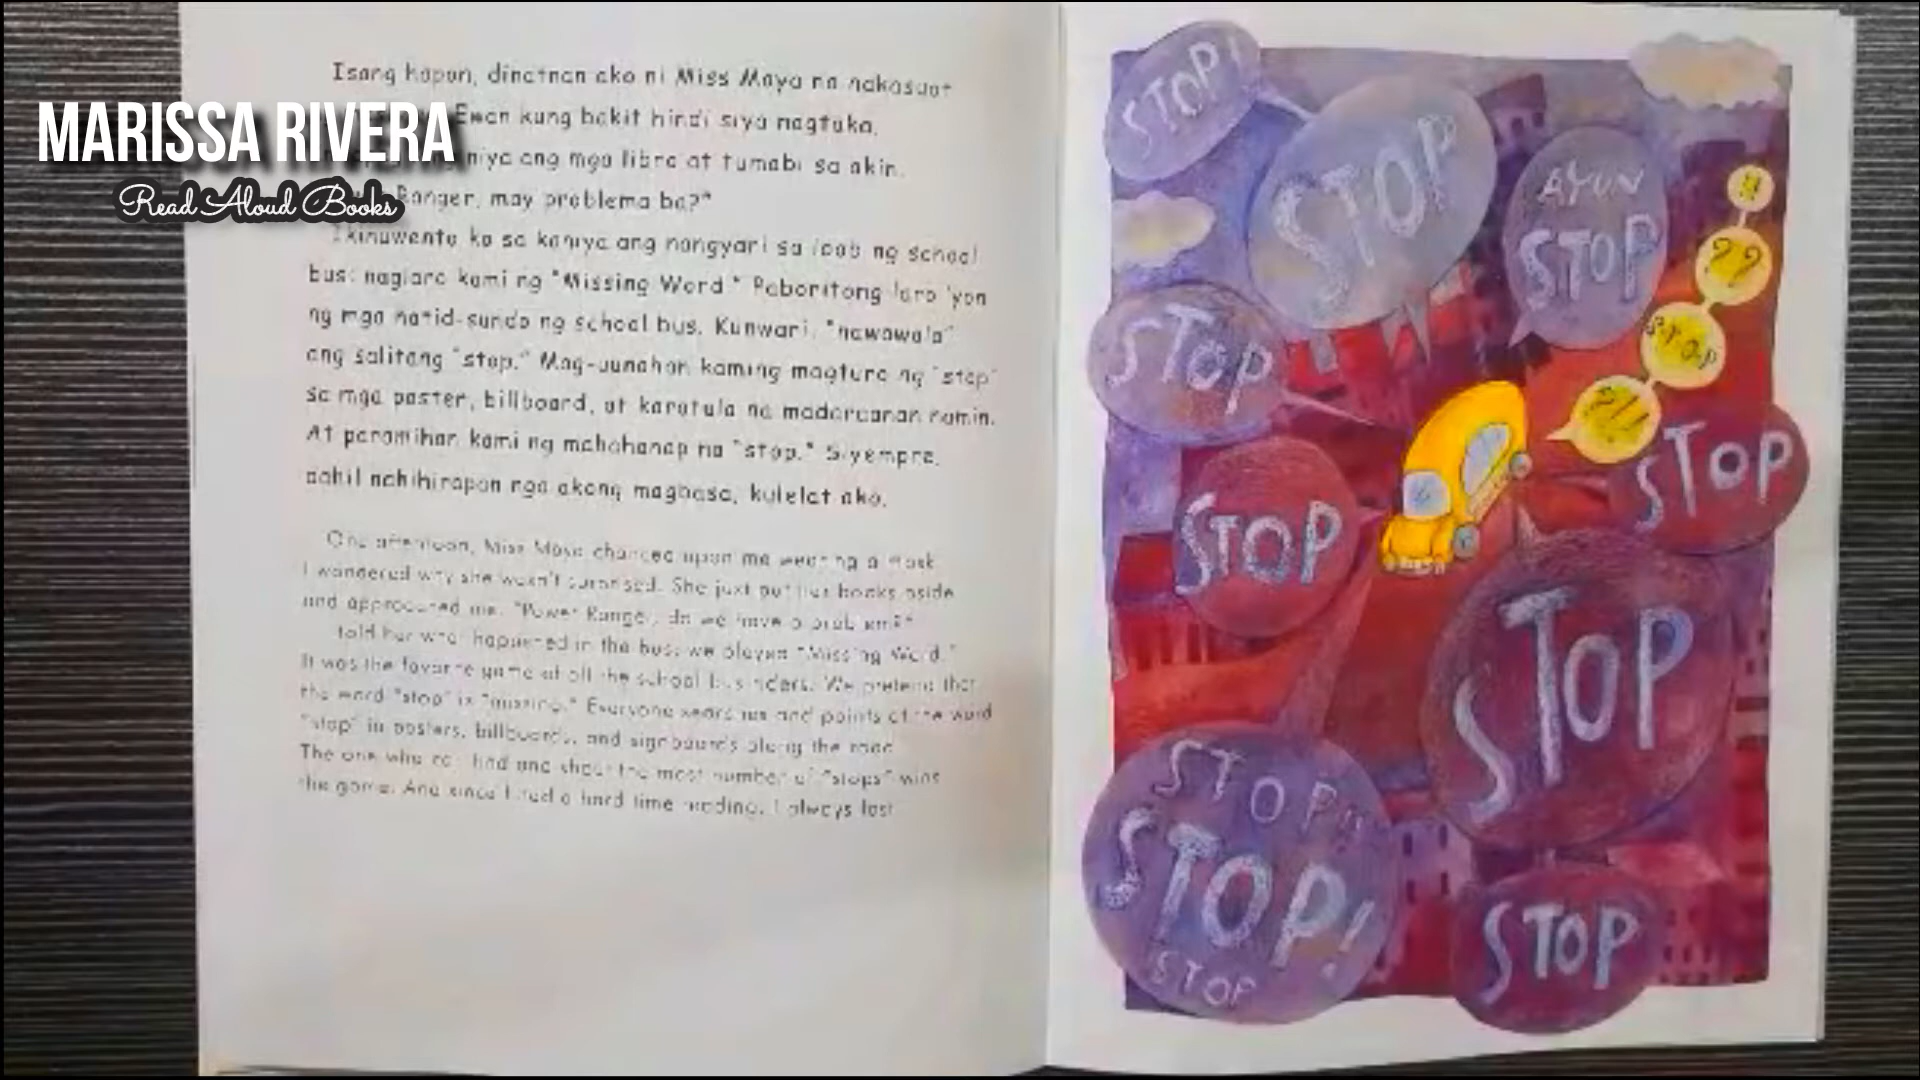 MARISSA RIVERA
Read Aloud Books
Isang hapon, dinatnan ako ni Miss Maya na nakasuot
Ewan kung bakit hindi siya nagtaka.
niya ang mga libro at tumabi sa akin.
Ranger, may problema ba?"
Ikinuwento ko sa kaniya ang nangyari sa loob ng school
bus: naglaro kami ng "Missing Word." Paboritong laro 'yon
ng mga hatid-sundo ng school bus. Kunwari, "nawawala"
ang salitang "stop." Mag-uunahan kaming magturo ng "stop"
sa mga poster, billboard, at karatula na madaraanan namin.
At paramihan kami ng mahahanap na "stop." Siyempre,
dahil nahihirapan nga akong magbasa, kulelat ako.
One afternoon, Miss Maya chanced upon me wearing a mask.
I wondered why she wasn't surprised. She just put her books aside
and approached me. "Power Ranger, do we have a problem?"
I told her what happened in the bus: we played "Missing Word."
It was the favorite game of all the school bus riders. We pretend that
the word "stop" is "missing." Everyone searches and points at the word
"stop" in posters, billboards, and signboards along the road.
The one who can find and shout the most number of "stops" wins
the game. And since I had a hard time reading, I always lost.
STOP!
STOP
AYUN
STOP
??
STOP
STOP
STOP
STOP
STOP
STOP!!
STOP!
STOP
STOP